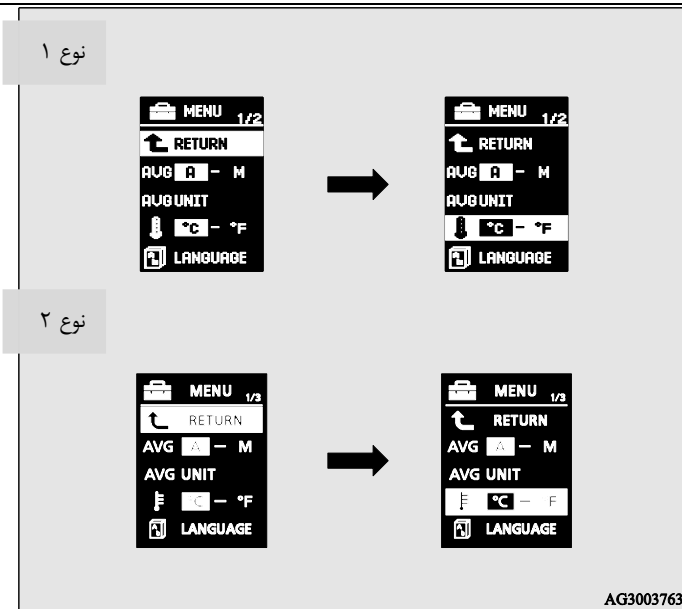 نوع ۱
MENU 1/2
RETURN
AVG A - M
AVG UNIT
°C - °F
LANGUAGE
MENU 1/2
RETURN
AVG A - M
AVG UNIT
°C - °F
LANGUAGE
نوع ۲
MENU 1/3
RETURN
AVG A - M
AVG UNIT
°C - °F
LANGUAGE
MENU 1/3
RETURN
AVG A - M
AVG UNIT
°C - F
LANGUAGE
AG3003763